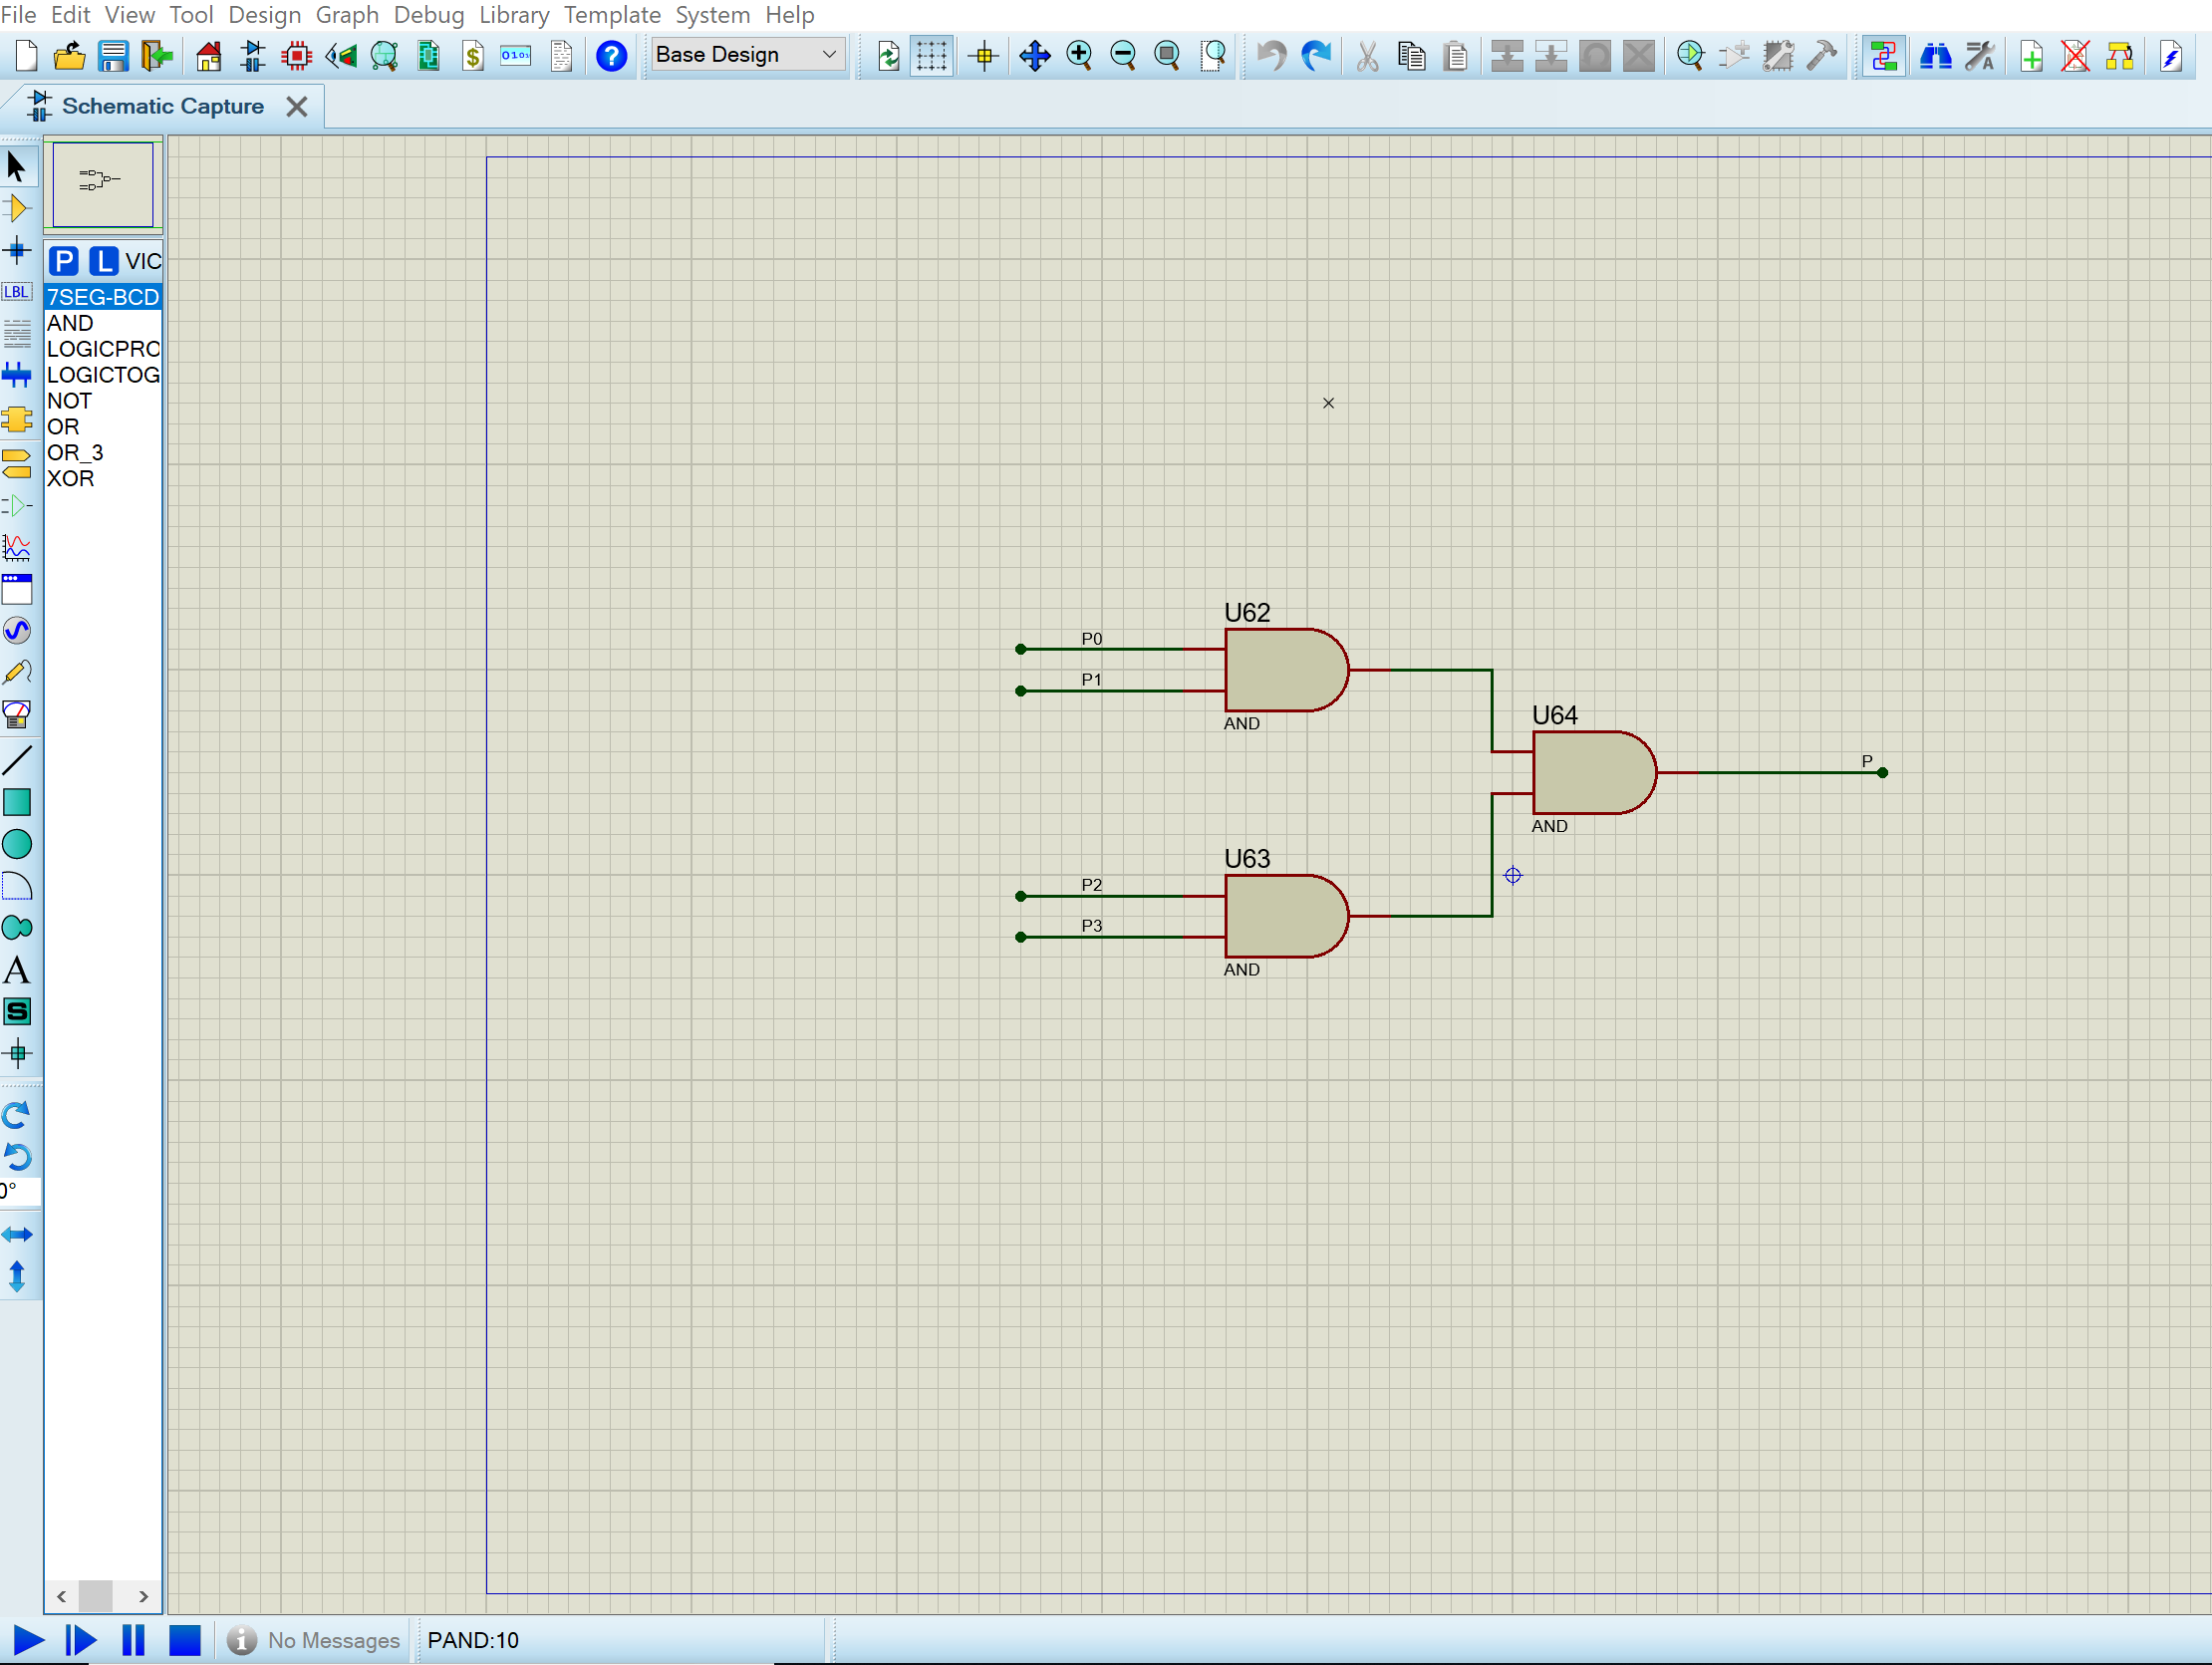 File Edit View Tool Design Graph Debug Library Template System Help
$ 0101 ? Base Design A
Schematic Capture
P L VIC
LBL
7SEG-BCD
AND
LOGICPRO
LOGICTOG
NOT
OR
OR_3
XOR
U62
P0
P1
AND
U64
P
AND
U63
P2
P3
AND
A
S
0°
No Messages PAND:10